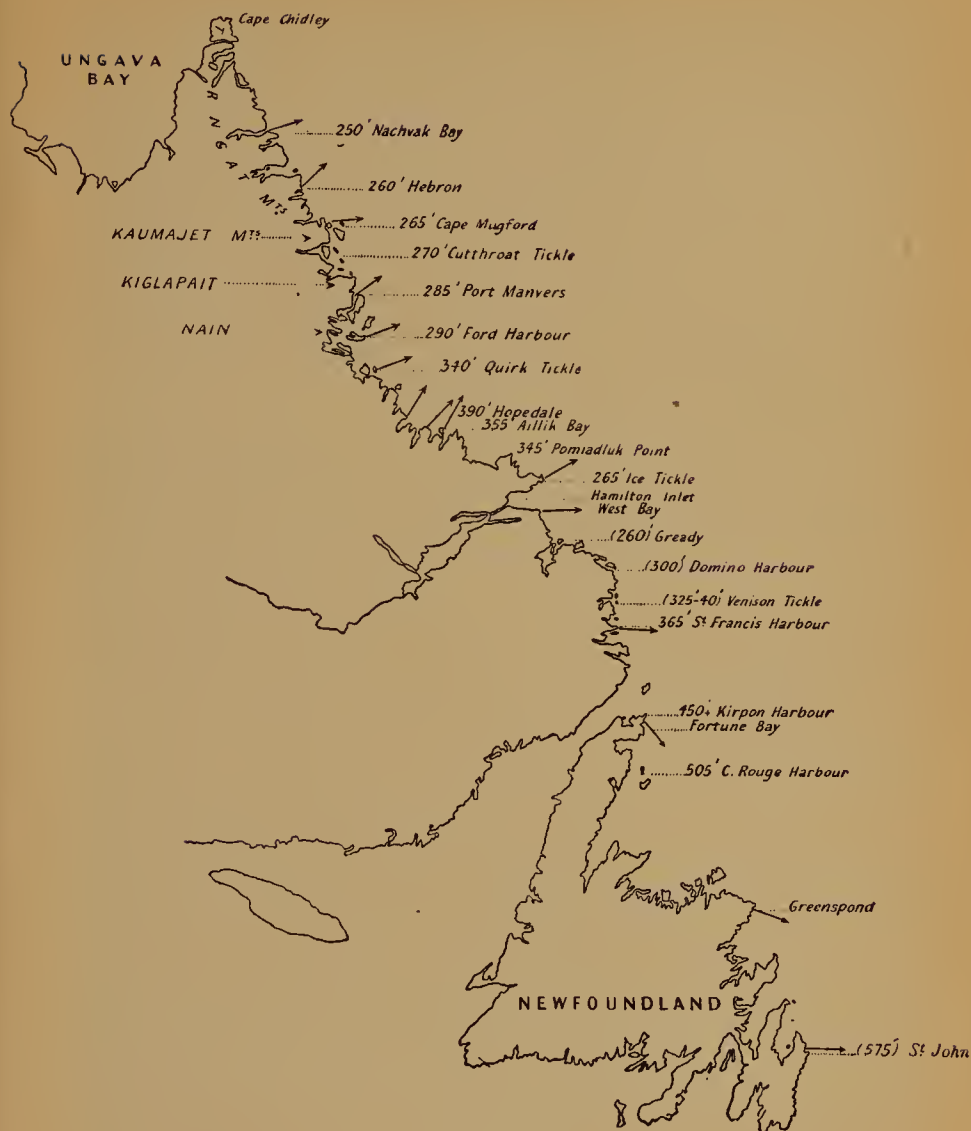 Cape Chidley
UNGAVA
BAY
RNGAT MTS
250' Nachvak Bay
260' Hebron
265' Cape Mugford
KAUMAJET MTS
270' Cutthroat Tickle
KIGLAPAIT
285' Port Manvers
NAIN
290' Ford Harbour
340' Quirk Tickle
390' Hopedale
355' Aillik Bay
345' Pomiadluk Point
265' Ice Tickle
Hamilton Inlet
West Bay
(260)' Gready
(300)' Domino Harbour
(325'-40)' Venison Tickle
365' St Francis Harbour
450+ Kirpon Harbour
Fortune Bay
505' C. Rouge Harbour
Greenspond
NEWFOUNDLAND
(575)' St John